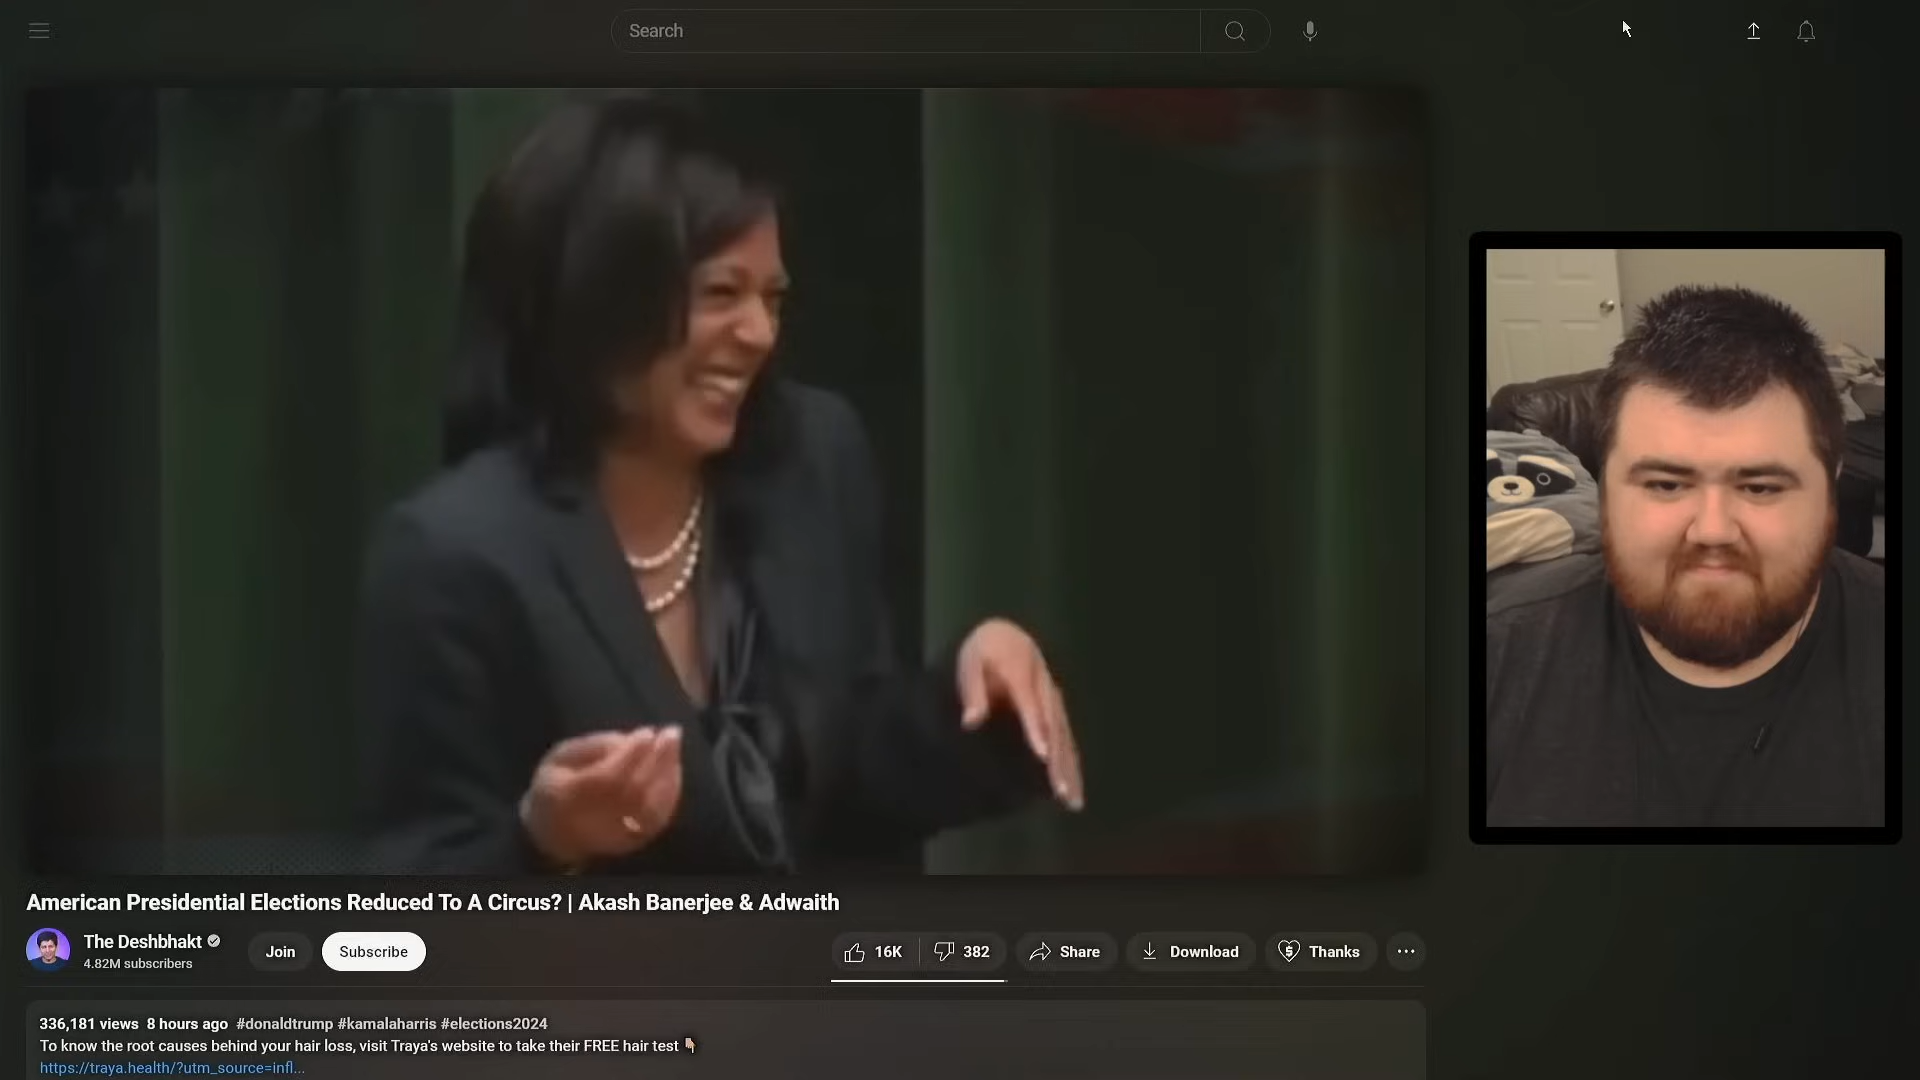 Search
American Presidential Elections Reduced To A Circus? | Akash Banerjee & Adwaith
The Deshbhakt
4.82M subscribers
Join
Subscribe
16K
382
Share
Download
Thanks
336,181 views 8 hours ago #donaldtrump #kamalaharris #elections2024
To know the root causes behind your hair loss, visit Traya's website to take their FREE hair test
https://traya.health/?utm_source=infl...